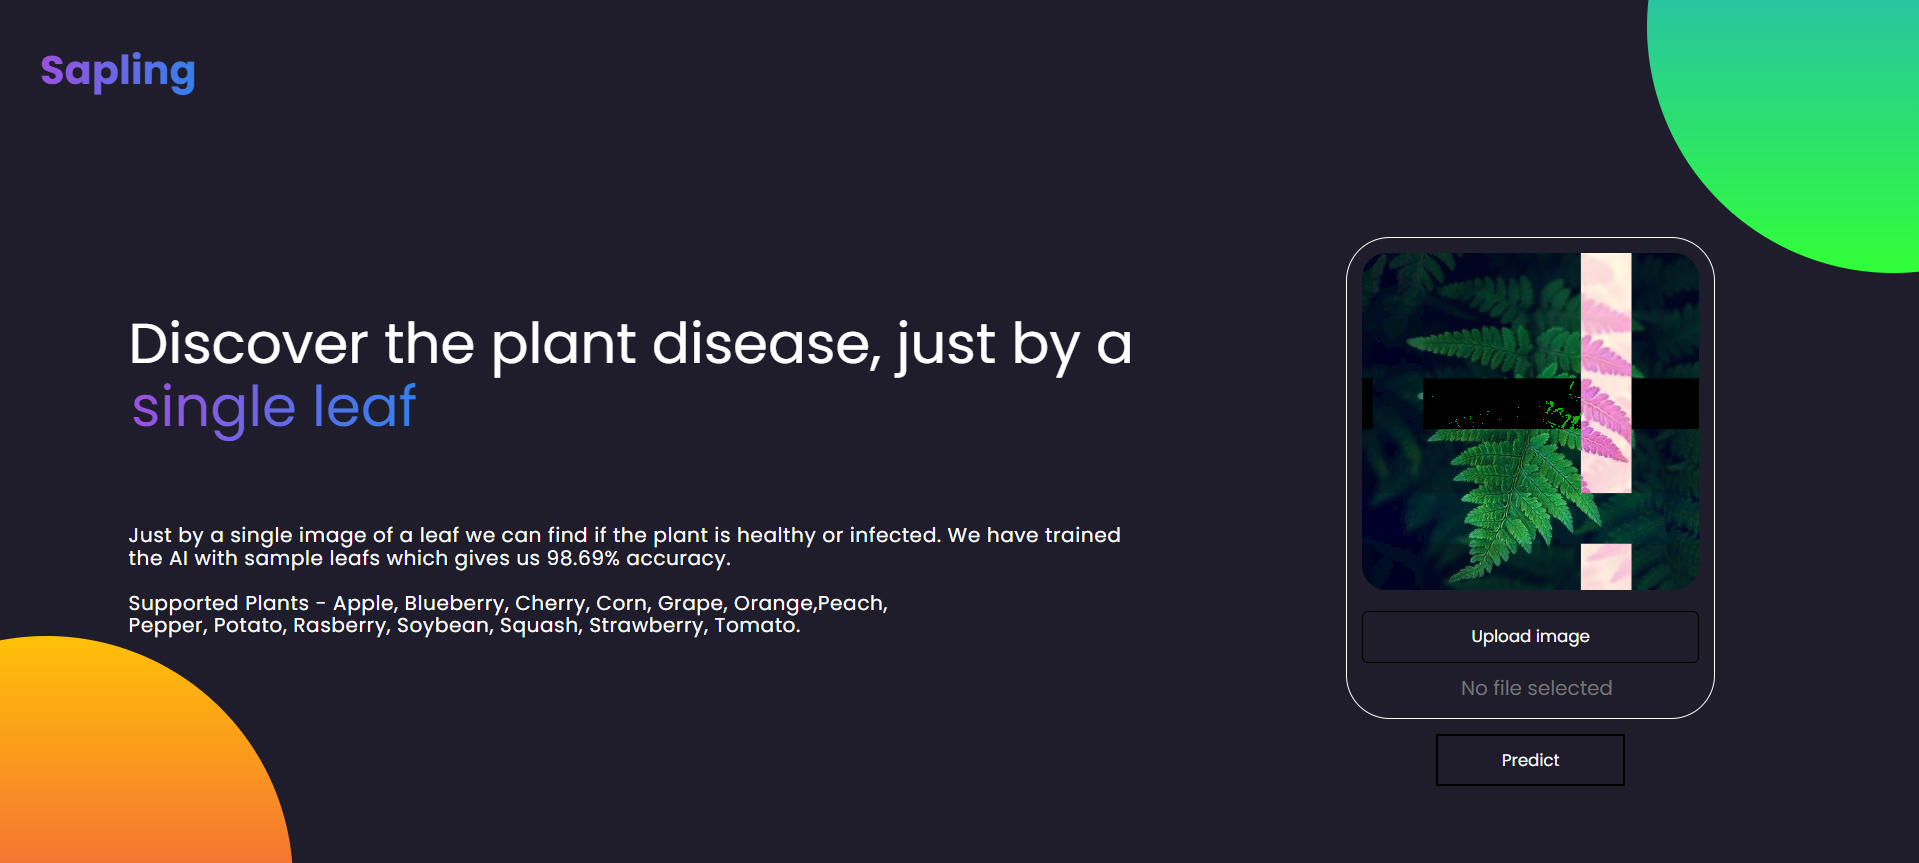 Sapling
Discover the plant disease, just by a
single leaf
Just by a single image of a leaf we can find if the plant is healthy or infected. We have trained
the AI with sample leafs which gives us 98.69% accuracy.
Supported Plants - Apple, Blueberry, Cherry, Corn, Grape, Orange,Peach,
Pepper, Potato, Rasberry, Soybean, Squash, Strawberry, Tomato.
Upload image
No file selected
Predict